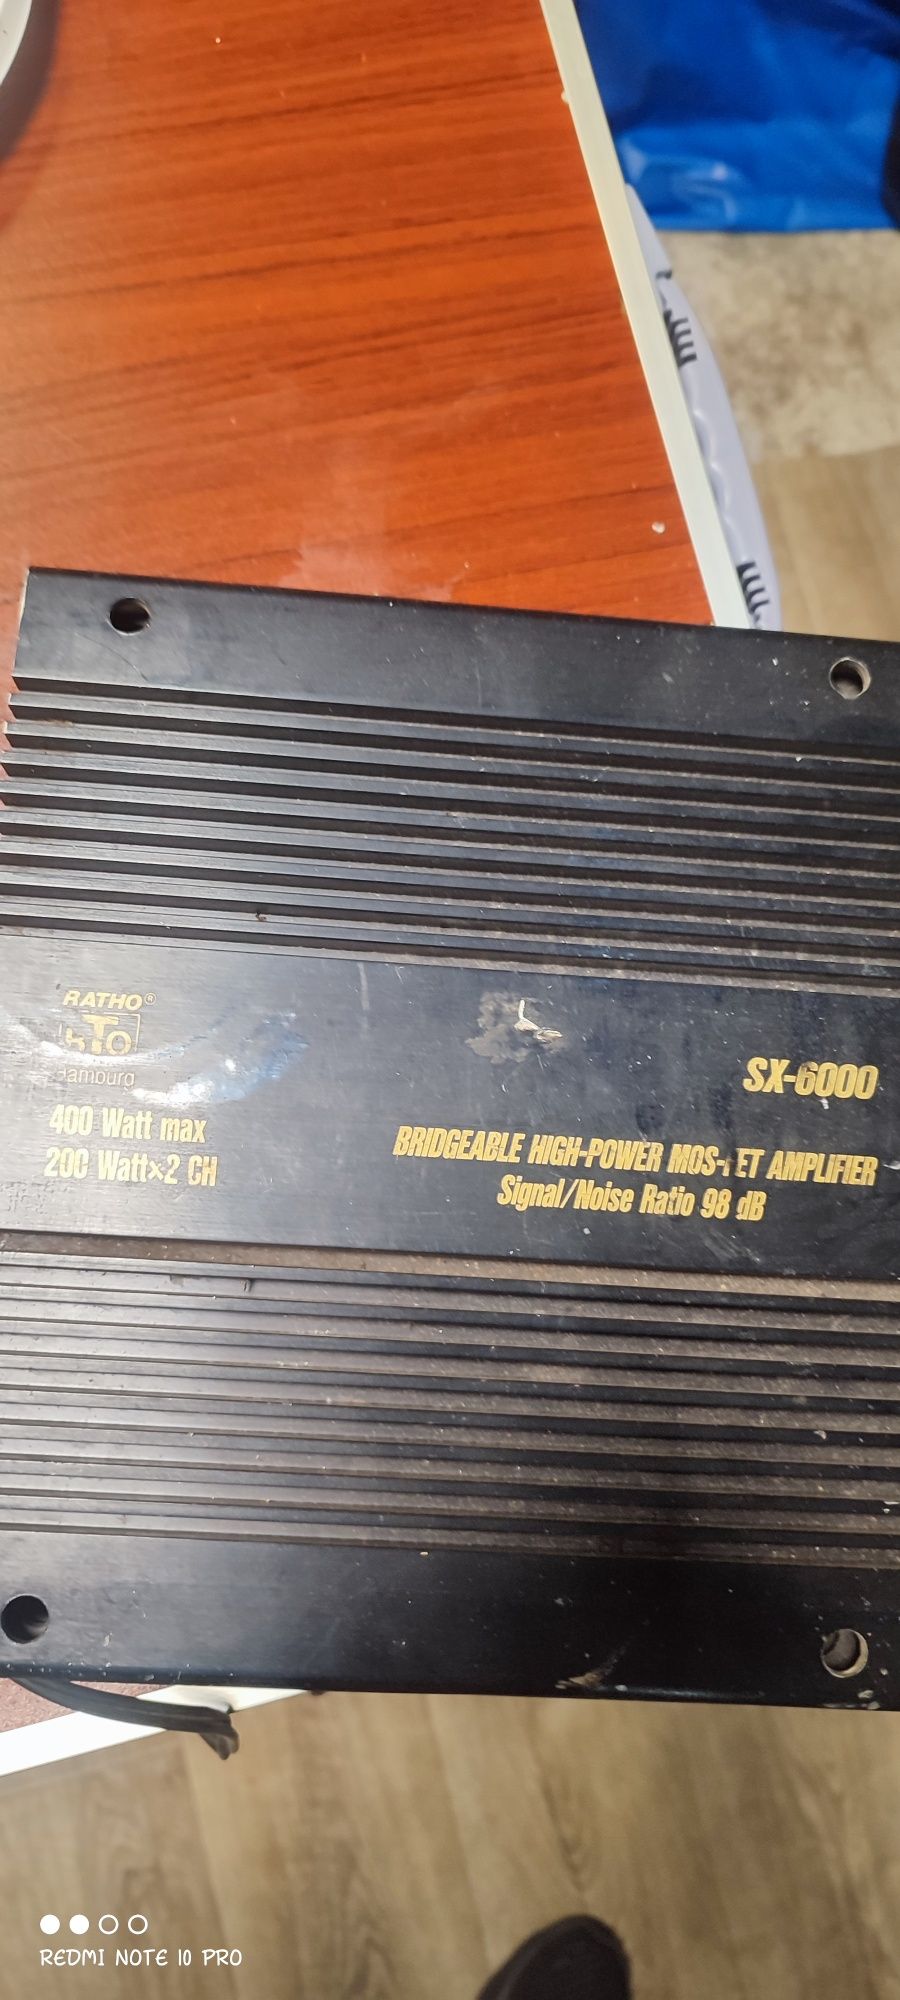 RATHO®
RTO
Hamburg
400 Watt max
200 Watt×2 CH
SX-6000
BRIDGEABLE HIGH-POWER MOS-FET AMPLIFIER
Signal/Noise Ratio 98 dB
REDMI NOTE 10 PRO